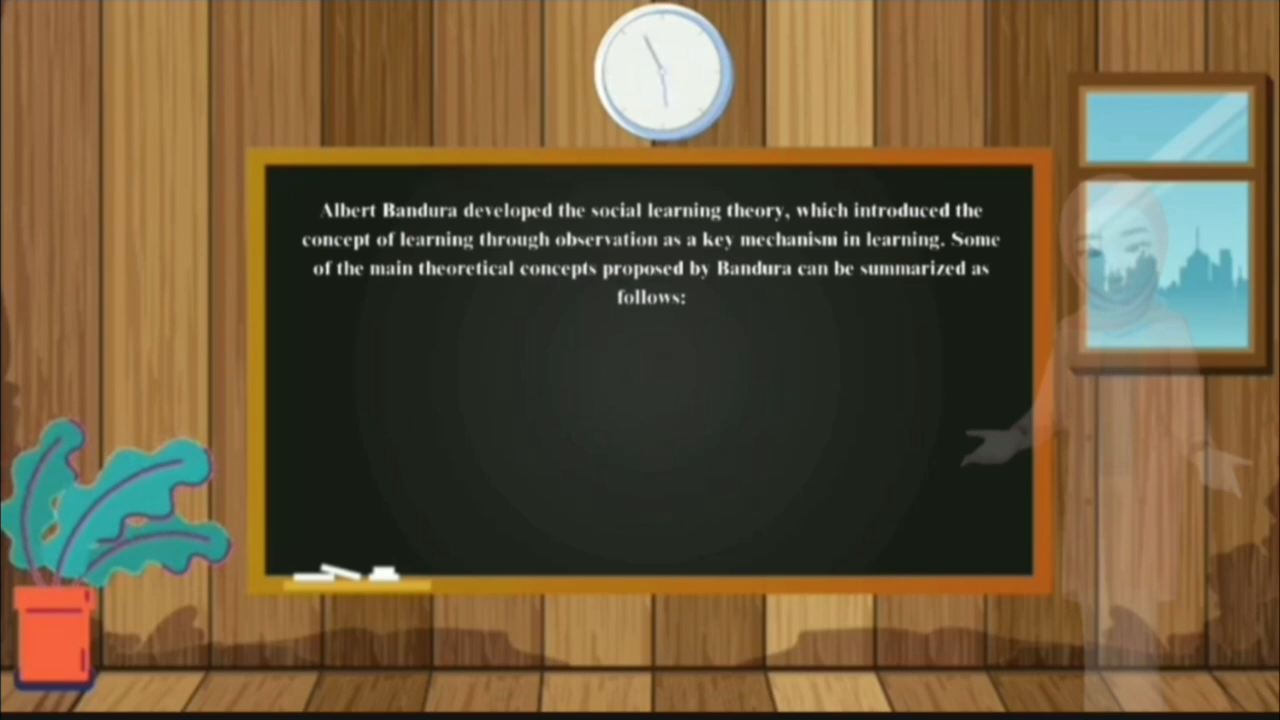 Albert Bandura developed the social learning theory, which introduced the
concept of learning through observation as a key mechanism in learning. Some
of the main theoretical concepts proposed by Bandura can be summarized as
follows: